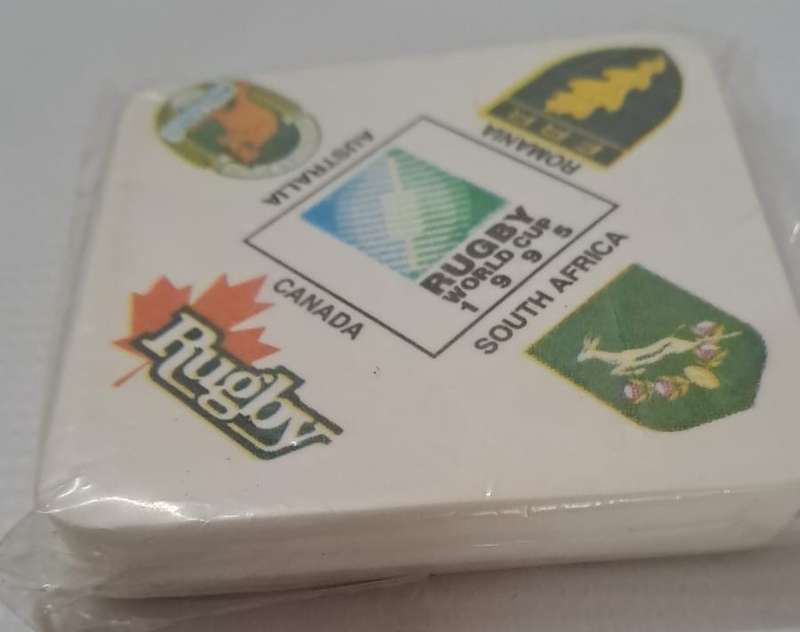 AUSTRALIA
ROMANIA
F R R
RUGBY
WORLD CUP
1 9 9 5
CANADA
SOUTH AFRICA
Rugby